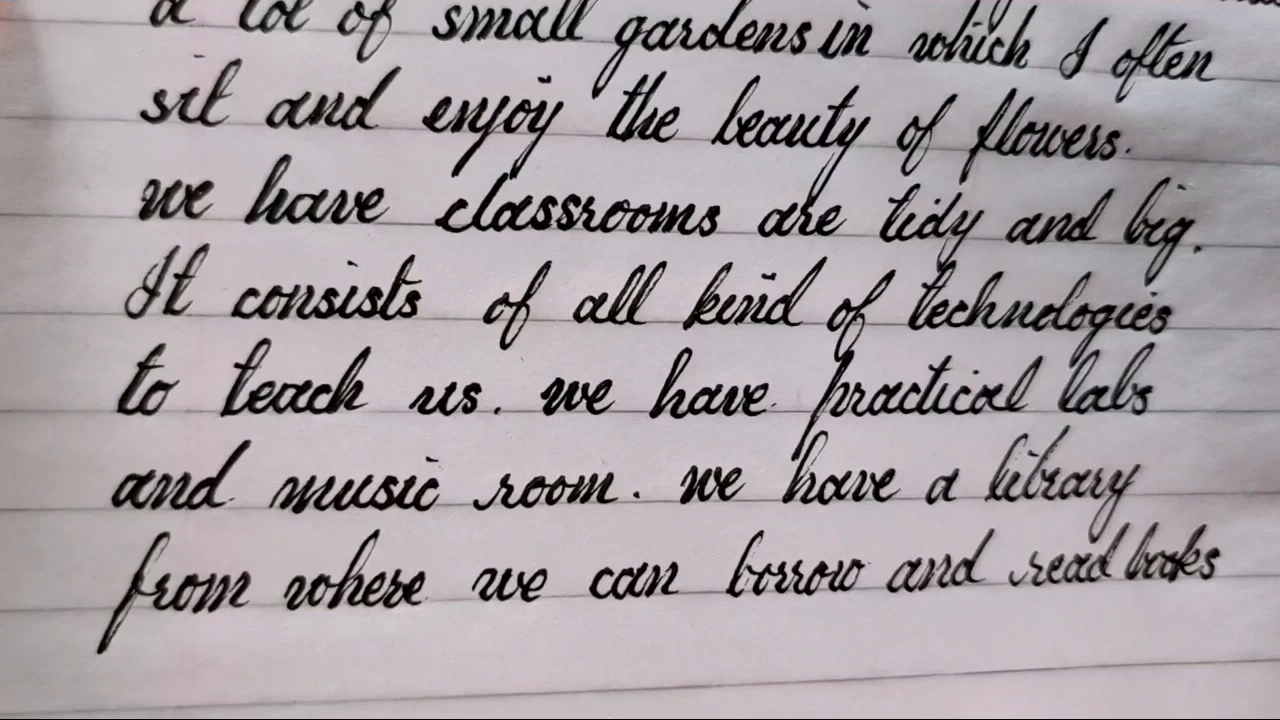 a lot of small gardens in which I often
sit and enjoy the beauty of flowers.
we have classrooms are tidy and big.
It consists of all kind of technologies
to teach us. we have practical labs
and music room. we have a library
from where we can borrow and read books